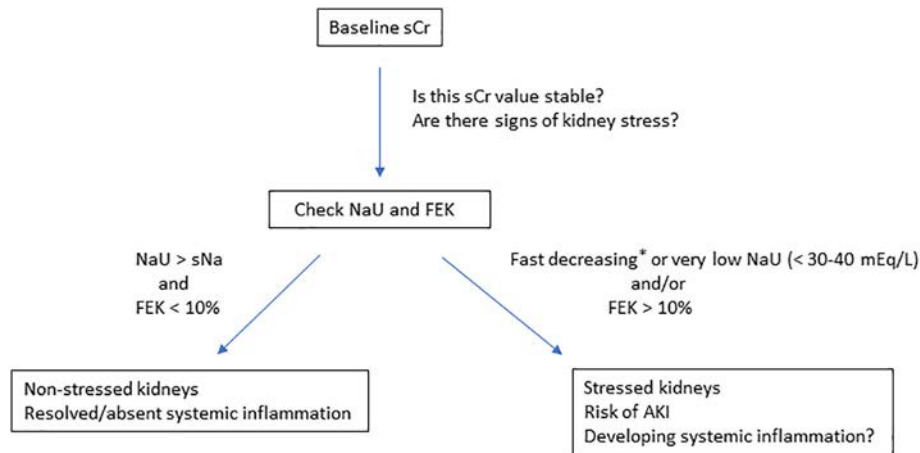 Baseline sCr
Is this sCr value stable?
Are there signs of kidney stress?
Check NaU and FEK
NaU > sNa
and
FEK < 10%
Fast decreasing* or very low NaU (< 30-40 mEq/L)
and/or
FEK > 10%
Non-stressed kidneys
Resolved/absent systemic inflammation
Stressed kidneys
Risk of AKI
Developing systemic inflammation?